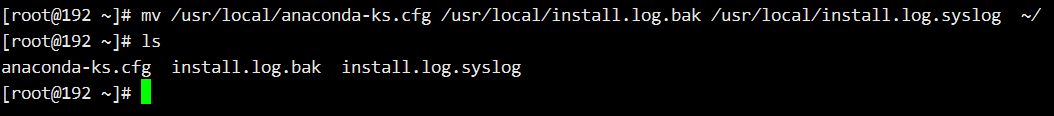 [root@192 ~]# mv /usr/local/anaconda-ks.cfg /usr/local/install.log.bak /usr/local/install.log.syslog  ~/
[root@192 ~]# ls
anaconda-ks.cfg  install.log.bak  install.log.syslog
[root@192 ~]#